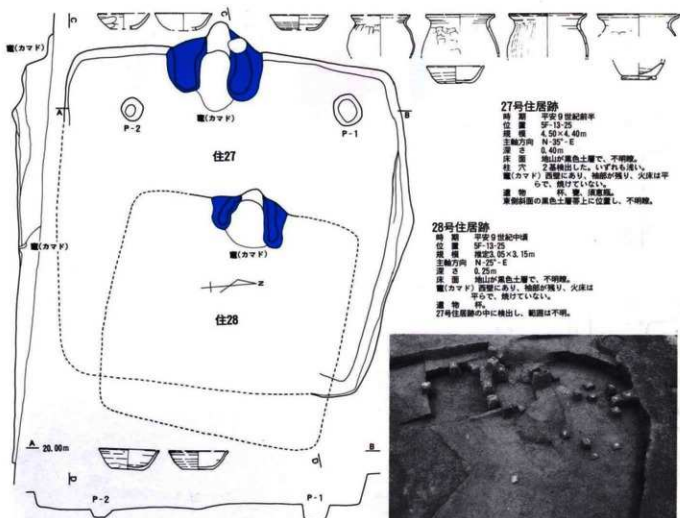 C
C
竈(カマド)
A
B
竈(カマド)
P-2
P-1
住27
竈(カマド)
竈(カマド)
N
住28
27号住居跡
時　期　平安9世紀前半
位　置　5F-13-25
規　模　4.50×4.40m
主軸方向　N-35°-E
深　さ　0.40m
床　面　地山が黒色土層で、不明瞭。
柱　穴　2基検出した。いずれも浅い。
竈(カマド) 西壁にあり、袖部が残り、火床は平
らで、焼けていない。
遺　物　杯、甕、須恵甕。
東側斜面の黒色土層帯上に位置し、不明瞭。
28号住居跡
時　期　平安9世紀中頃
位　置　5F-13-25
規　模　推定3.05×3.15m
主軸方向　N-25°-E
深　さ　0.25m
床　面　地山が黒色土層で、不明瞭。
竈(カマド) 西壁にあり、袖部が残り、火床は
平らで、焼けていない。
遺　物　杯。
27号住居跡の中に検出し、範囲は不明。
A
20.00m
B
D
D
P-2
P-1